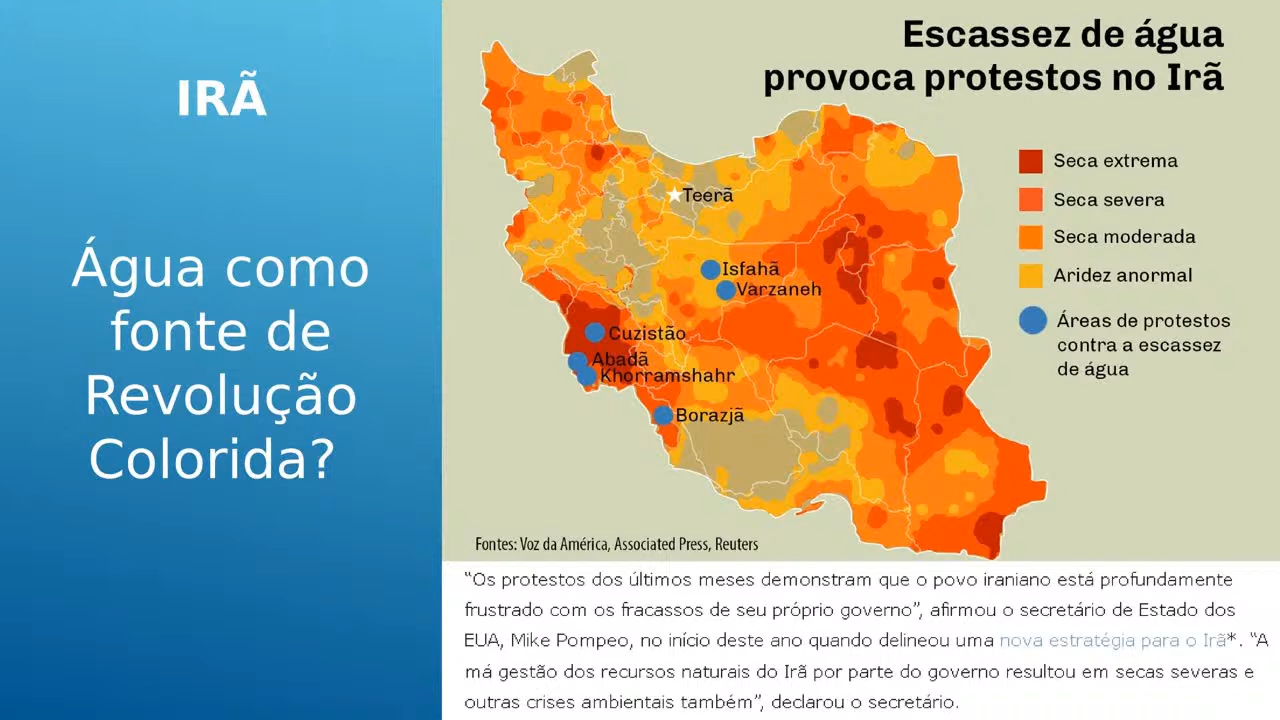 IRÃ
Água como
fonte de
Revolução
Colorida?
Escassez de água
provoca protestos no Irã
Seca extrema
Seca severa
Seca moderada
Aridez anormal
Áreas de protestos
contra a escassez
de água
Teerã
Isfahã
Varzaneh
Cuzistão
Abadã
Khorramshahr
Borazjã
Fontes: Voz da América, Associated Press, Reuters
“Os protestos dos últimos meses demonstram que o povo iraniano está profundamente
frustrado com os fracassos de seu próprio governo”, afirmou o secretário de Estado dos
EUA, Mike Pompeo, no início deste ano quando delineou uma nova estratégia para o Irã*. “A
má gestão dos recursos naturais do Irã por parte do governo resultou em secas severas e
outras crises ambientais também”, declarou o secretário.